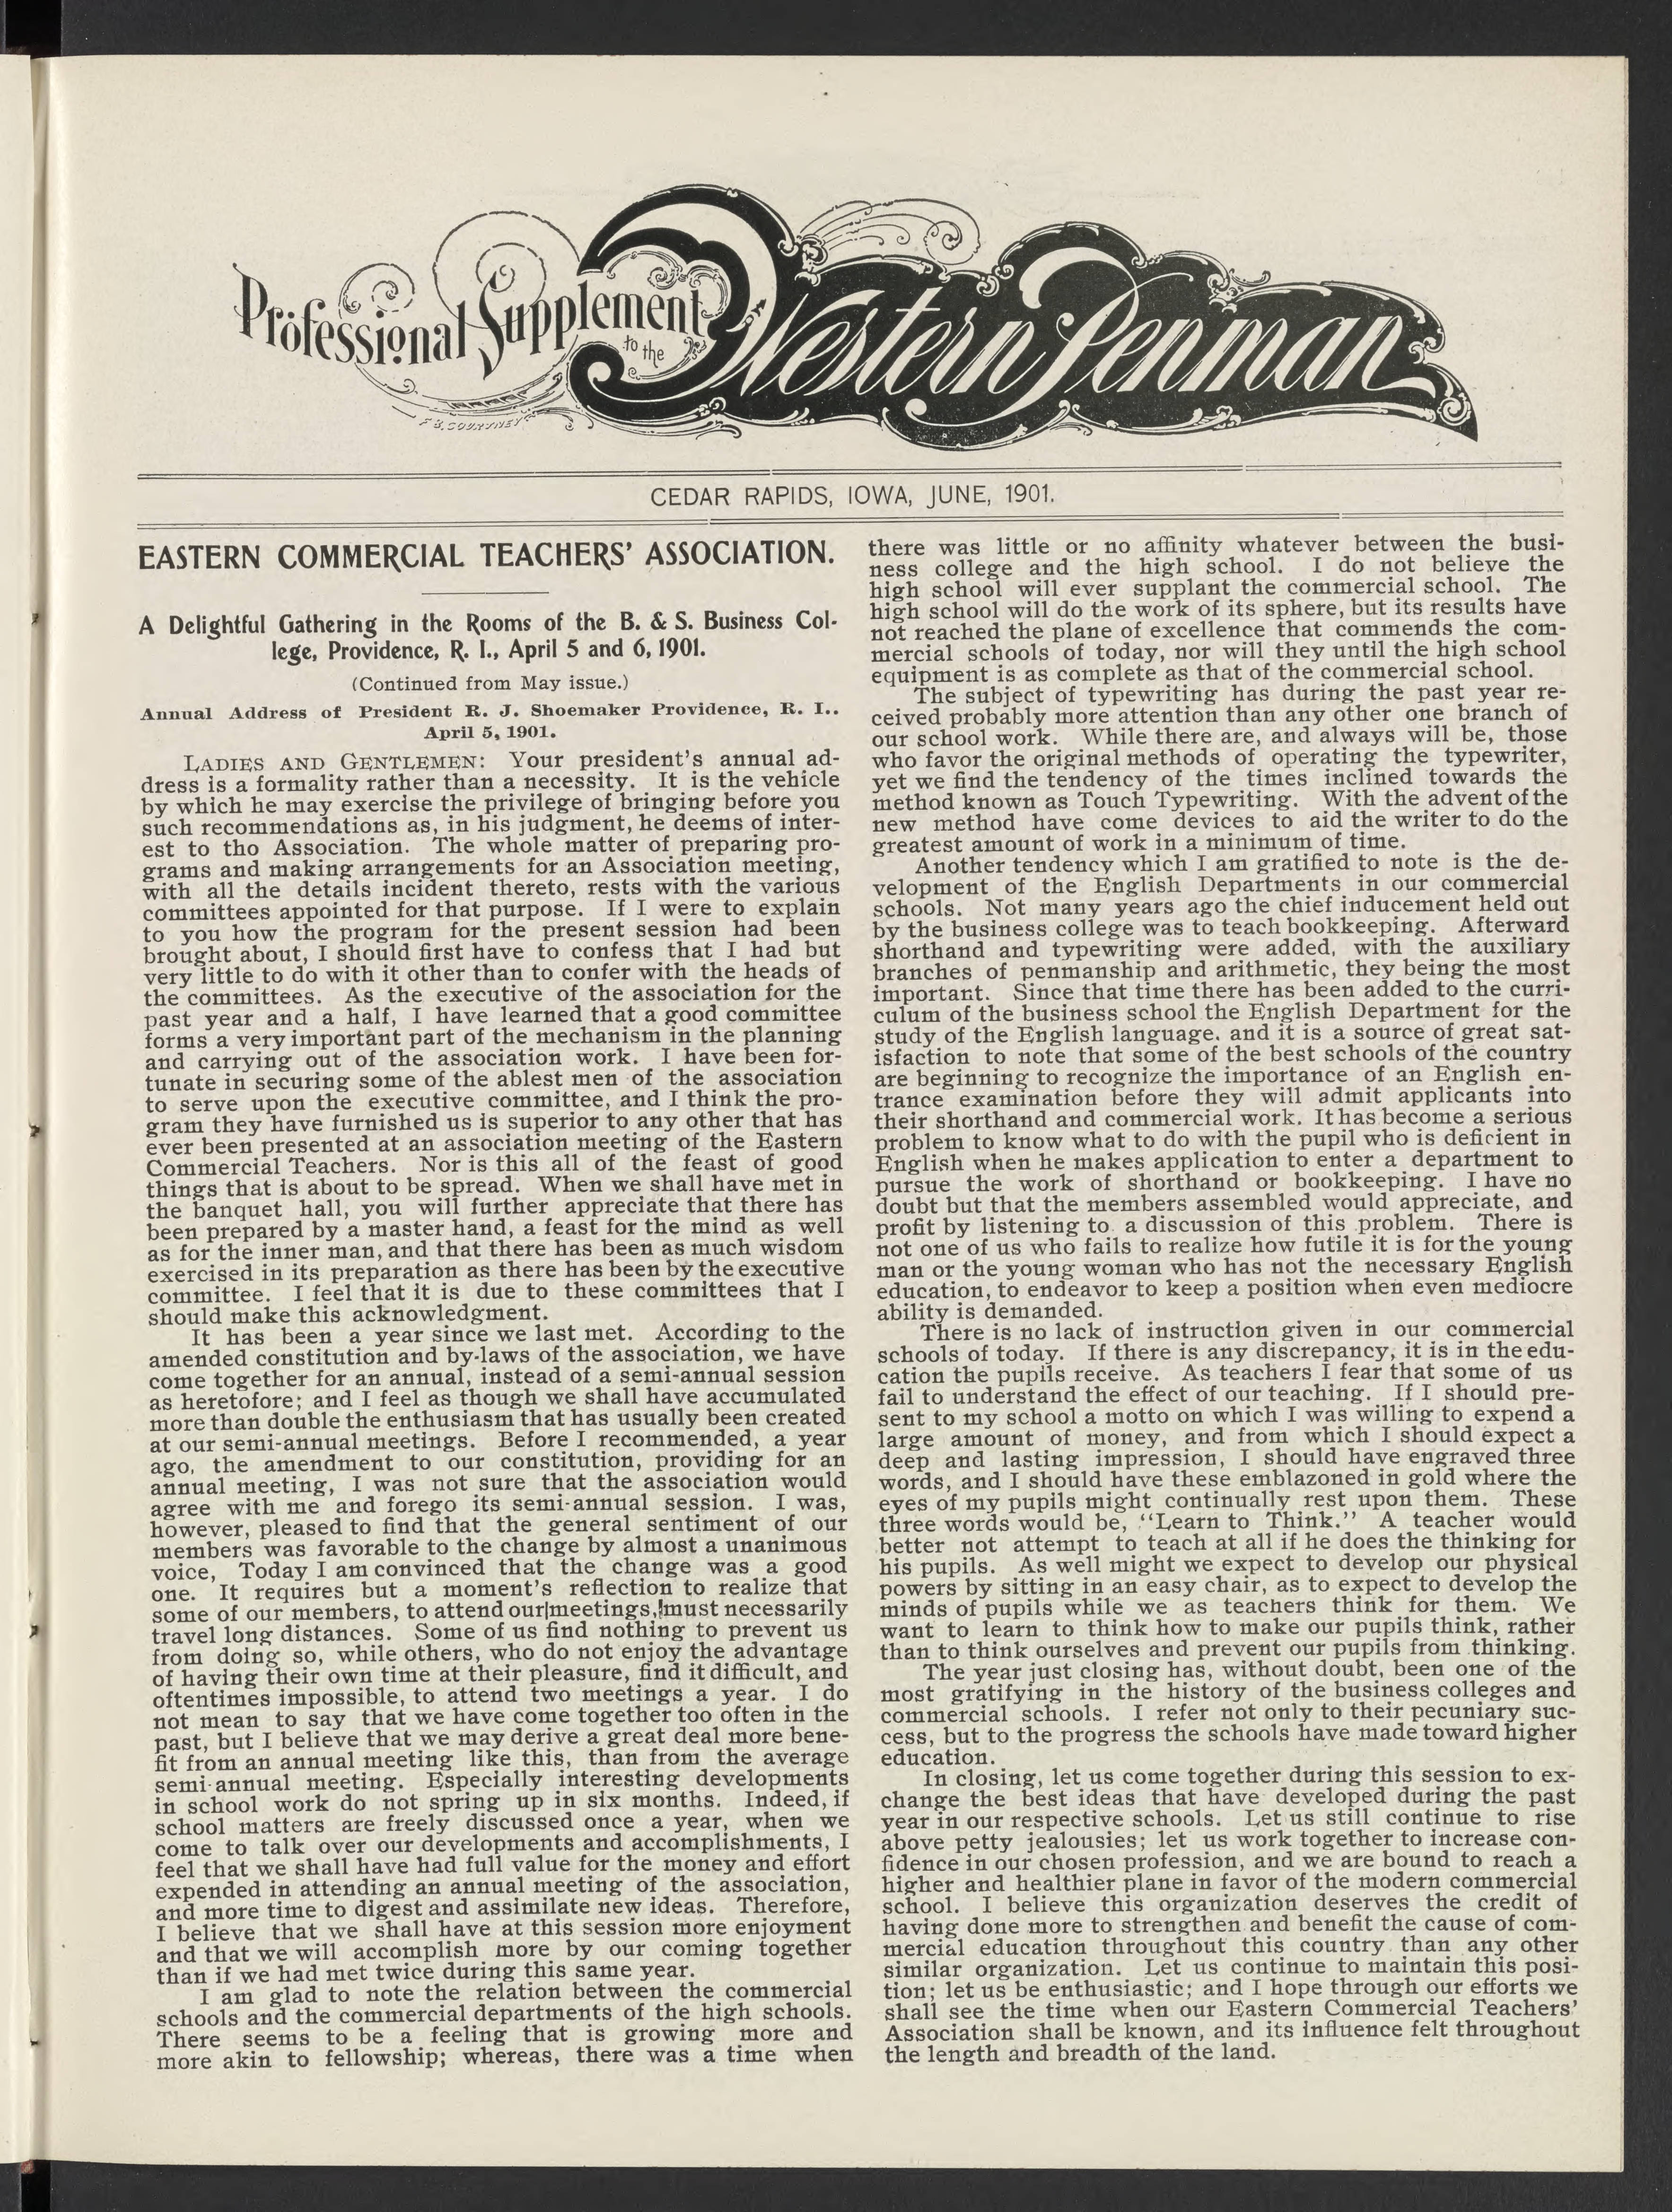 Professional Supplement
to the
Western Penman
F. B. COURTNEY
CEDAR RAPIDS, IOWA, JUNE, 1901.
EASTERN COMMERCIAL TEACHERS' ASSOCIATION.
A Delightful Gathering in the Rooms of the B. & S. Business Col-
lege, Providence, R. I., April 5 and 6, 1901.
(Continued from May issue.)
Annual Address of President R. J. Shoemaker Providence, R. I..
April 5, 1901.
LADIES AND GENTLEMEN: Your president's annual ad-
dress is a formality rather than a necessity. It is the vehicle
by which he may exercise the privilege of bringing before you
such recommendations as, in his judgment, he deems of inter-
est to tho Association. The whole matter of preparing pro-
grams and making arrangements for an Association meeting,
with all the details incident thereto, rests with the various
committees appointed for that purpose. If I were to explain
to you how the program for the present session had been
brought about, I should first have to confess that I had but
very little to do with it other than to confer with the heads of
the committees. As the executive of the association for the
past year and a half, I have learned that a good committee
forms a very important part of the mechanism in the planning
and carrying out of the association work. I have been for-
tunate in securing some of the ablest men of the association
to serve upon the executive committee, and I think the pro-
gram they have furnished us is superior to any other that has
ever been presented at an association meeting of the Eastern
Commercial Teachers. Nor is this all of the feast of good
things that is about to be spread. When we shall have met in
the banquet hall, you will further appreciate that there has
been prepared by a master hand, a feast for the mind as well
as for the inner man, and that there has been as much wisdom
exercised in its preparation as there has been by the executive
committee. I feel that it is due to these committees that I
should make this acknowledgment.
It has been a year since we last met. According to the
amended constitution and by-laws of the association, we have
come together for an annual, instead of a semi-annual session
as heretofore; and I feel as though we shall have accumulated
more than double the enthusiasm that has usually been created
at our semi-annual meetings. Before I recommended, a year
ago, the amendment to our constitution, providing for an
annual meeting, I was not sure that the association would
agree with me and forego its semi-annual session. I was,
however, pleased to find that the general sentiment of our
members was favorable to the change by almost a unanimous
voice, Today I am convinced that the change was a good
one. It requires but a moment's reflection to realize that
some of our members, to attend our|meetings,|must necessarily
travel long distances. Some of us find nothing to prevent us
from doing so, while others, who do not enjoy the advantage
of having their own time at their pleasure, find it difficult, and
oftentimes impossible, to attend two meetings a year. I do
not mean to say that we have come together too often in the
past, but I believe that we may derive a great deal more bene-
fit from an annual meeting like this, than from the average
semi-annual meeting. Especially interesting developments
in school work do not spring up in six months. Indeed, if
school matters are freely discussed once a year, when we
come to talk over our developments and accomplishments, I
feel that we shall have had full value for the money and effort
expended in attending an annual meeting of the association,
and more time to digest and assimilate new ideas. Therefore,
I believe that we shall have at this session more enjoyment
and that we will accomplish more by our coming together
than if we had met twice during this same year.
I am glad to note the relation between the commercial
schools and the commercial departments of the high schools.
There seems to be a feeling that is growing more and
more akin to fellowship; whereas, there was a time when
there was little or no affinity whatever between the busi-
ness college and the high school. I do not believe the
high school will ever supplant the commercial school. The
high school will do the work of its sphere, but its results have
not reached the plane of excellence that commends the com-
mercial schools of today, nor will they until the high school
equipment is as complete as that of the commercial school.
The subject of typewriting has during the past year re-
ceived probably more attention than any other one branch of
our school work. While there are, and always will be, those
who favor the original methods of operating the typewriter,
yet we find the tendency of the times inclined towards the
method known as Touch Typewriting. With the advent of the
new method have come devices to aid the writer to do the
greatest amount of work in a minimum of time.
Another tendency which I am gratified to note is the de-
velopment of the English Departments in our commercial
schools. Not many years ago the chief inducement held out
by the business college was to teach bookkeeping. Afterward
shorthand and typewriting were added, with the auxiliary
branches of penmanship and arithmetic, they being the most
important. Since that time there has been added to the curri-
culum of the business school the English Department for the
study of the English language. and it is a source of great sat-
isfaction to note that some of the best schools of the country
are beginning to recognize the importance of an English en-
trance examination before they will admit applicants into
their shorthand and commercial work. It has become a serious
problem to know what to do with the pupil who is deficient in
English when he makes application to enter a department to
pursue the work of shorthand or bookkeeping. I have no
doubt but that the members assembled would appreciate, and
profit by listening to a discussion of this problem. There is
not one of us who fails to realize how futile it is for the young
man or the young woman who has not the necessary English
education, to endeavor to keep a position when even mediocre
ability is demanded.
There is no lack of instruction given in our commercial
schools of today. If there is any discrepancy, it is in the edu-
cation the pupils receive. As teachers I fear that some of us
fail to understand the effect of our teaching. If I should pre-
sent to my school a motto on which I was willing to expend a
large amount of money, and from which I should expect a
deep and lasting impression, I should have engraved three
words, and I should have these emblazoned in gold where the
eyes of my pupils might continually rest upon them. These
three words would be, "Learn to Think." A teacher would
better not attempt to teach at all if he does the thinking for
his pupils. As well might we expect to develop our physical
powers by sitting in an easy chair, as to expect to develop the
minds of pupils while we as teachers think for them. We
want to learn to think how to make our pupils think, rather
than to think ourselves and prevent our pupils from thinking.
The year just closing has, without doubt, been one of the
most gratifying in the history of the business colleges and
commercial schools. I refer not only to their pecuniary suc-
cess, but to the progress the schools have made toward higher
education.
In closing, let us come together during this session to ex-
change the best ideas that have developed during the past
year in our respective schools. Let us still continue to rise
above petty jealousies; let us work together to increase con-
fidence in our chosen profession, and we are bound to reach a
higher and healthier plane in favor of the modern commercial
school. I believe this organization deserves the credit of
having done more to strengthen and benefit the cause of com-
mercial education throughout this country than any other
similar organization. Let us continue to maintain this posi-
tion; let us be enthusiastic; and I hope through our efforts we
shall see the time when our Eastern Commercial Teachers'
Association shall be known, and its influence felt throughout
the length and breadth of the land.